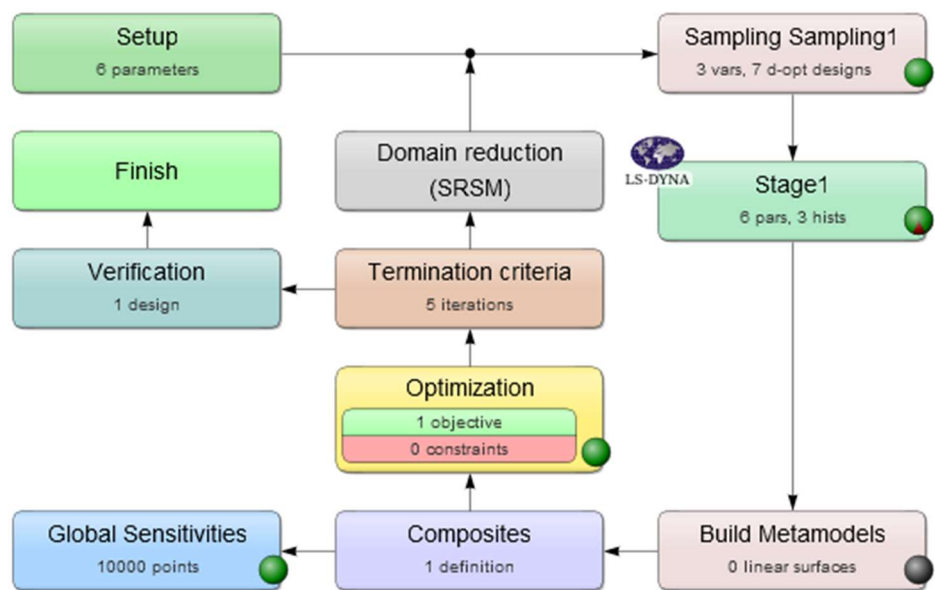 Setup
6 parameters
Sampling Sampling1
3 vars, 7 d-opt designs
Finish
Domain reduction
(SRSM)
LS-DYNA
Stage1
6 pars, 3 hists
Verification
1 design
Termination criteria
5 iterations
Optimization
1 objective
0 constraints
Global Sensitivities
10000 points
Composites
1 definition
Build Metamodels
0 linear surfaces